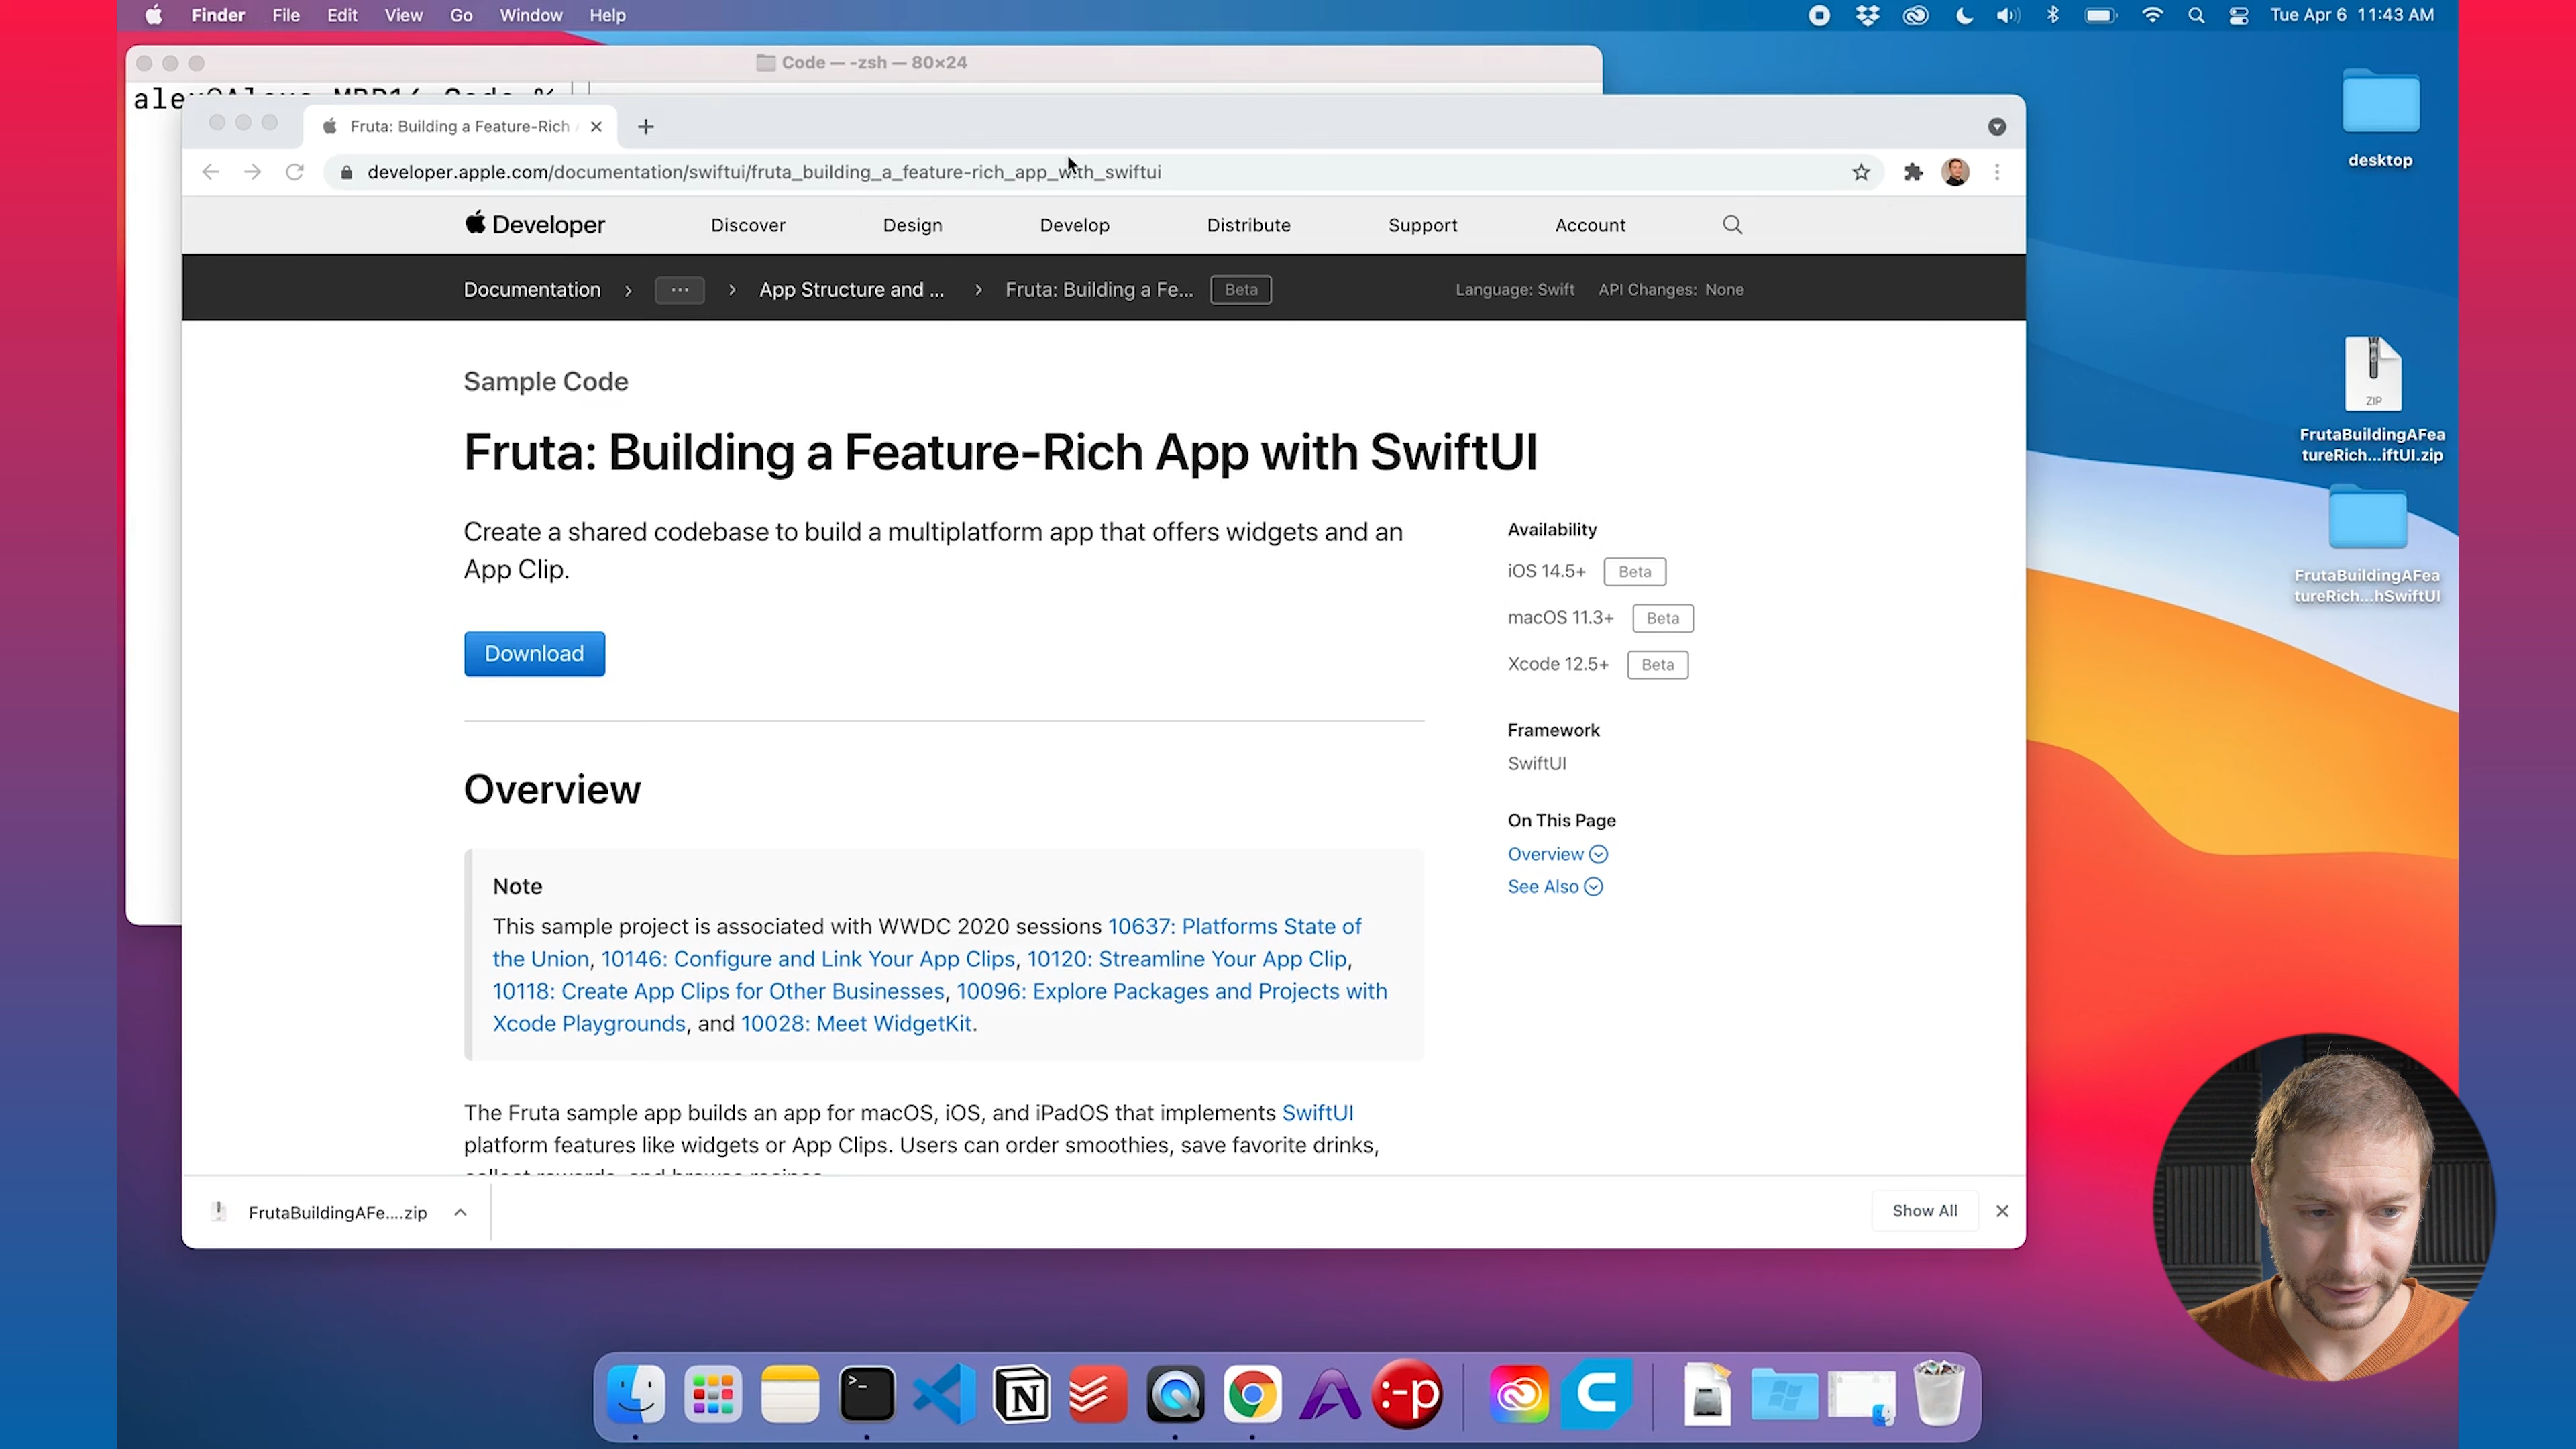 Finder File Edit View Go Window Help
Tue Apr 6 11:43 AM
Code — -zsh — 80×24
Fruta: Building a Feature-Rich
developer.apple.com/documentation/swiftui/fruta_building_a_feature-rich_app_with_swiftui
Developer Discover Design Develop Distribute Support Account
Documentation › ··· › App Structure and ... › Fruta: Building a Fe... Beta
Language: Swift API Changes: None
Sample Code
Fruta: Building a Feature-Rich App with SwiftUI
Create a shared codebase to build a multiplatform app that offers widgets and an
App Clip.
Download
Availability
iOS 14.5+ Beta
macOS 11.3+ Beta
Xcode 12.5+ Beta
Framework
SwiftUI
On This Page
Overview
See Also
Overview
Note
This sample project is associated with WWDC 2020 sessions 10637: Platforms State of
the Union, 10146: Configure and Link Your App Clips, 10120: Streamline Your App Clip,
10118: Create App Clips for Other Businesses, 10096: Explore Packages and Projects with
Xcode Playgrounds, and 10028: Meet WidgetKit.
The Fruta sample app builds an app for macOS, iOS, and iPadOS that implements SwiftUI
platform features like widgets or App Clips. Users can order smoothies, save favorite drinks,
FrutaBuildingAFe....zip
Show All
desktop
ZIP
FrutaBuildingAFea
tureRich...iftUI.zip
FrutaBuildingAFea
tureRich...hSwiftUI